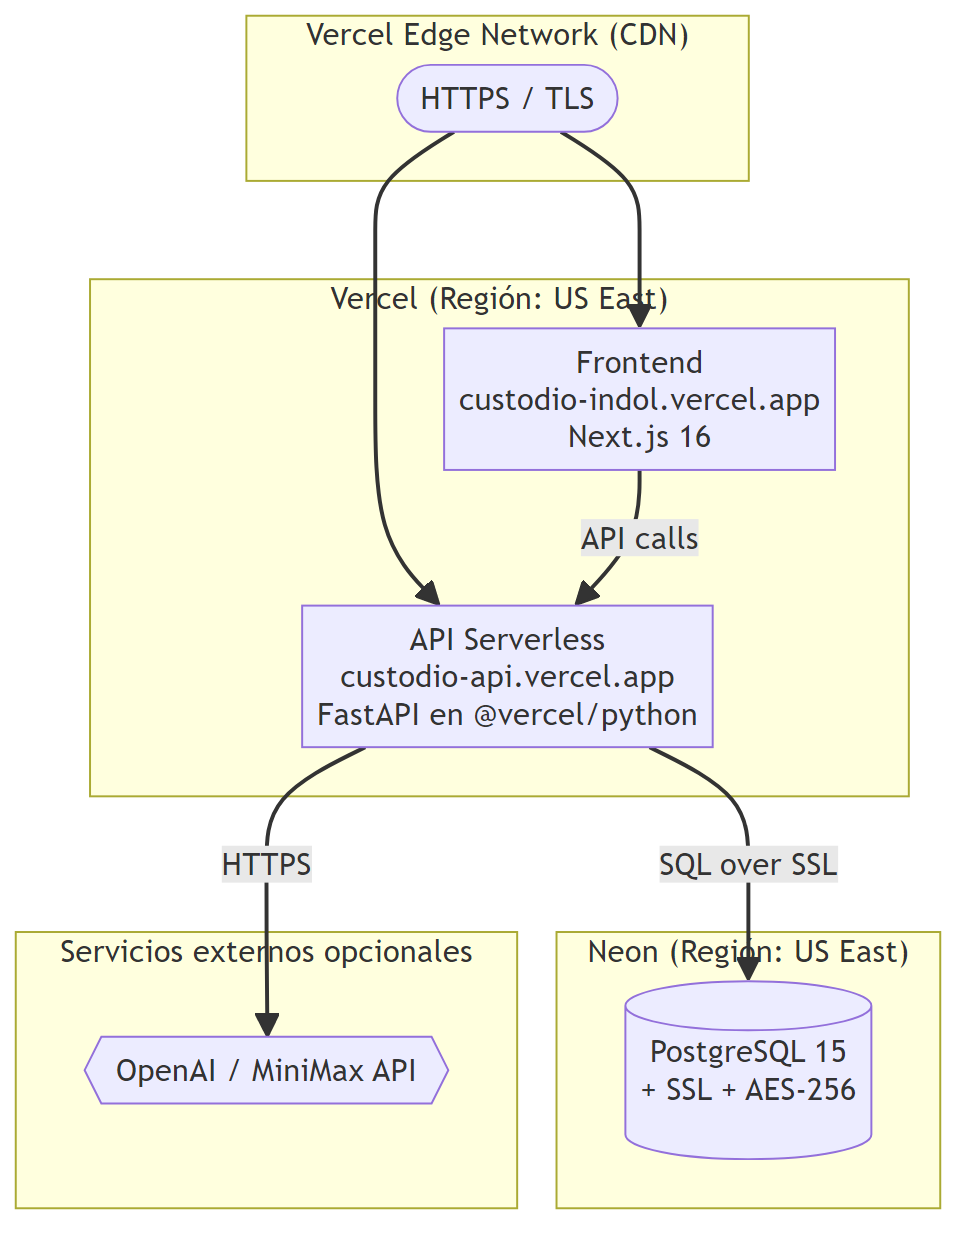 Vercel Edge Network (CDN)
HTTPS / TLS
Vercel (Región: US East)
Frontend
custodio-indol.vercel.app
Next.js 16
API calls
API Serverless
custodio-api.vercel.app
FastAPI en @vercel/python
HTTPS
SQL over SSL
Servicios externos opcionales
OpenAI / MiniMax API
Neon (Región: US East)
PostgreSQL 15
+ SSL + AES-256